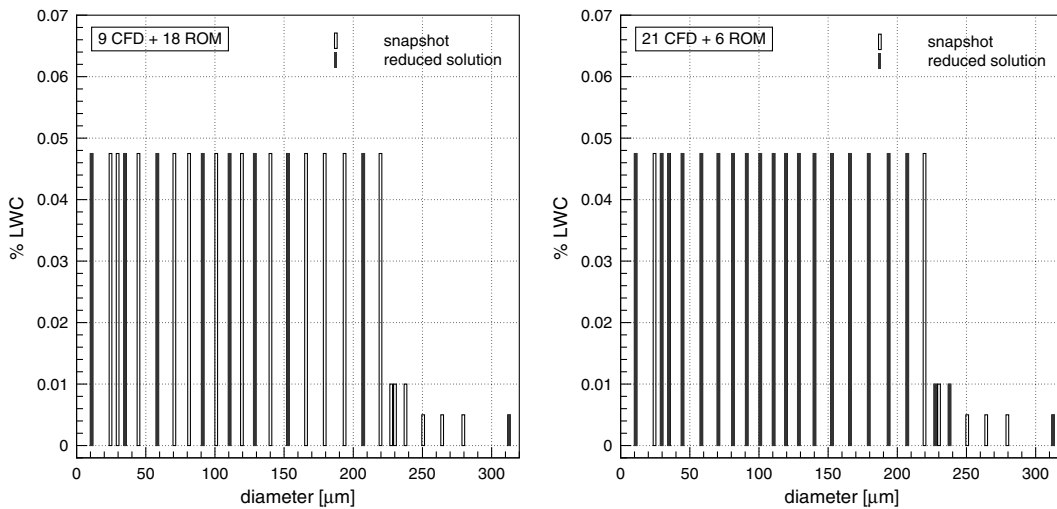 9 CFD + 18 ROM
snapshot
reduced solution
% LWC
0.07
0.06
0.05
0.04
0.03
0.02
0.01
0
0 50 100 150 200 250 300
diameter [μm]
21 CFD + 6 ROM
snapshot
reduced solution
% LWC
0.07
0.06
0.05
0.04
0.03
0.02
0.01
0
0 50 100 150 200 250 300
diameter [μm]